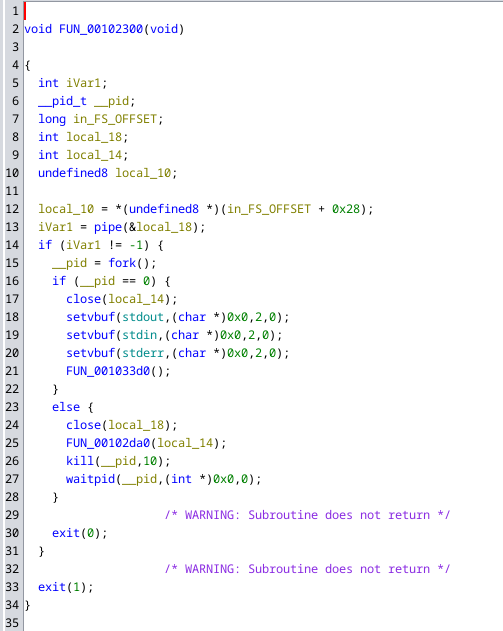 1
2 void FUN_00102300(void)
3
4 {
5   int iVar1;
6   __pid_t __pid;
7   long in_FS_OFFSET;
8   int local_18;
9   int local_14;
10   undefined8 local_10;
11
12   local_10 = *(undefined8 *)(in_FS_OFFSET + 0x28);
13   iVar1 = pipe(&local_18);
14   if (iVar1 != -1) {
15     __pid = fork();
16     if (__pid == 0) {
17       close(local_14);
18       setvbuf(stdout,(char *)0x0,2,0);
19       setvbuf(stdin,(char *)0x0,2,0);
20       setvbuf(stderr,(char *)0x0,2,0);
21       FUN_001033d0();
22     }
23     else {
24       close(local_18);
25       FUN_00102da0(local_14);
26       kill(__pid,10);
27       waitpid(__pid,(int *)0x0,0);
28     }
29                     /* WARNING: Subroutine does not return */
30     exit(0);
31   }
32                     /* WARNING: Subroutine does not return */
33   exit(1);
34 }
35